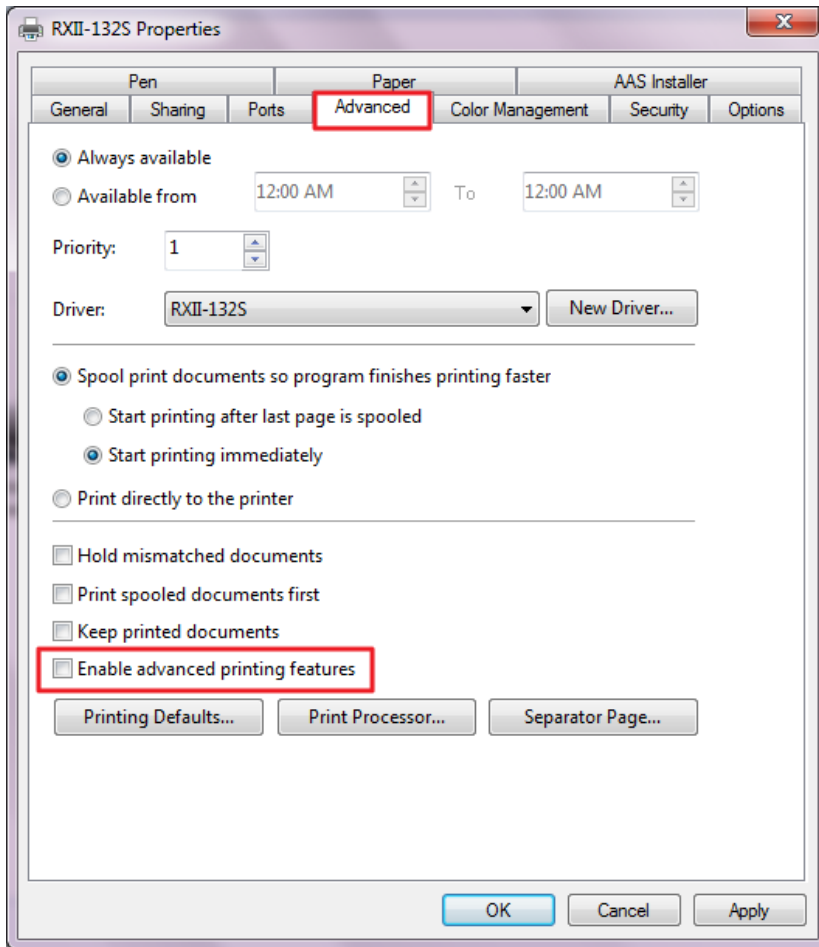 RXII-132S Properties
Pen Paper AAS Installer
General Sharing Ports Advanced Color Management Security Options
Always available
Available from 12:00 AM To 12:00 AM
Priority: 1
Driver: RXII-132S New Driver...
Spool print documents so program finishes printing faster
Start printing after last page is spooled
Start printing immediately
Print directly to the printer
Hold mismatched documents
Print spooled documents first
Keep printed documents
Enable advanced printing features
Printing Defaults... Print Processor... Separator Page...
OK Cancel Apply